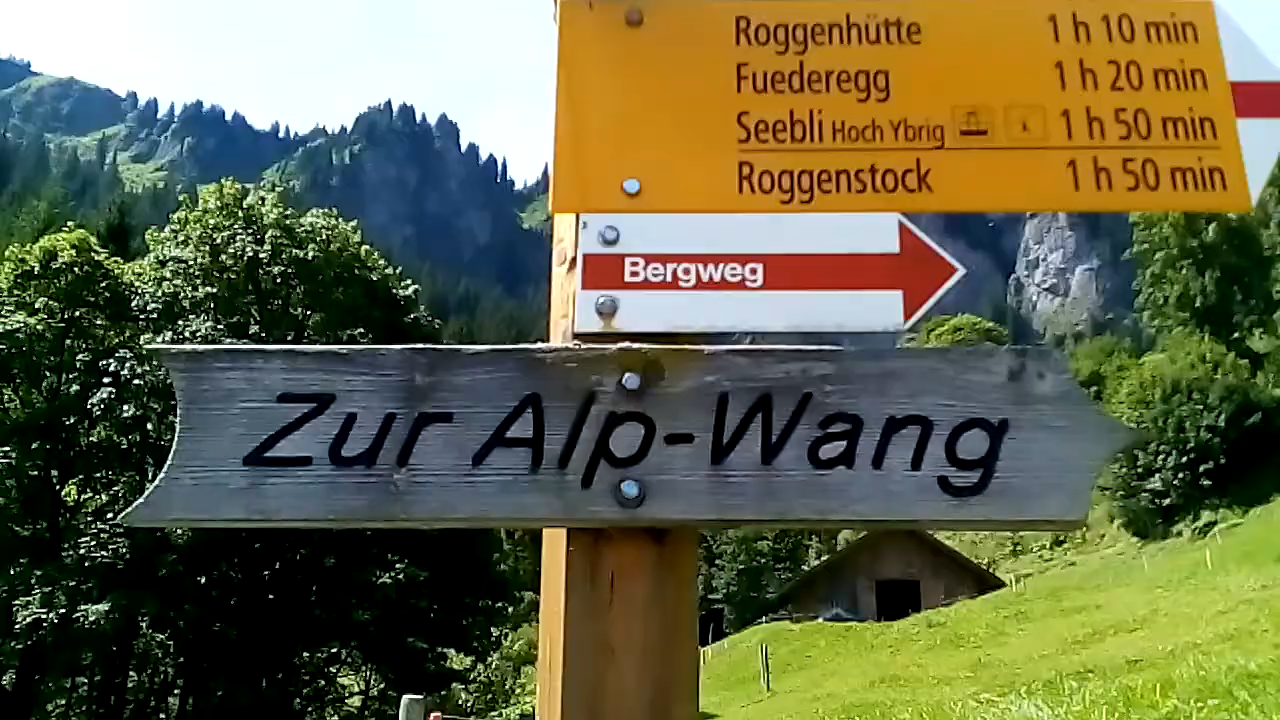 Roggenhütte 1 h 10 min
Fuederegg 1 h 20 min
Seebli Hoch Ybrig 1 h 50 min
Roggenstock 1 h 50 min
Bergweg
Zur Alp-Wang